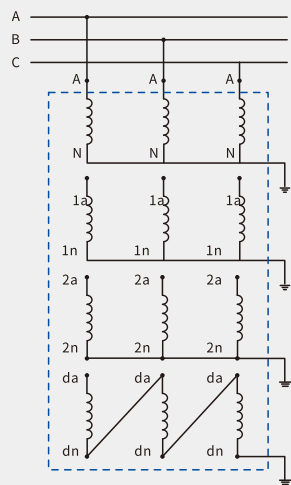 A
B
C
A A A
N N N
1a 1a 1a
1n 1n 1n
2a 2a 2a
2n 2n 2n
da da da
dn dn dn